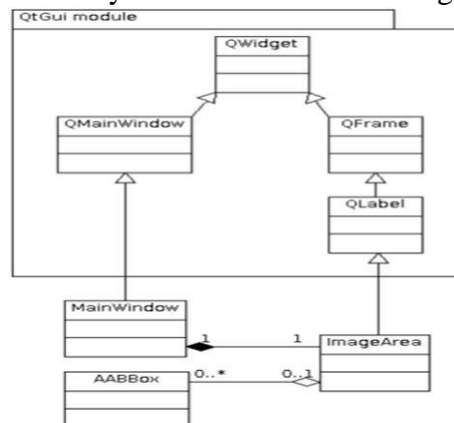 QtGui module
QWidget
QMainWindow
QFrame
QLabel
MainWindow
1
1
ImageArea
AABBox
0..*
0..1